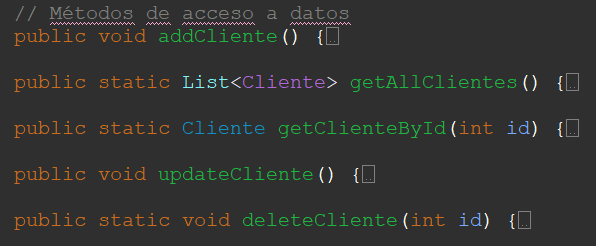 // Métodos de acceso a datos
public void addCliente() {..
public static List<Cliente> getAllClientes() {..
public static Cliente getClienteById(int id) {..
public void updateCliente() {..
public static void deleteCliente(int id) {..